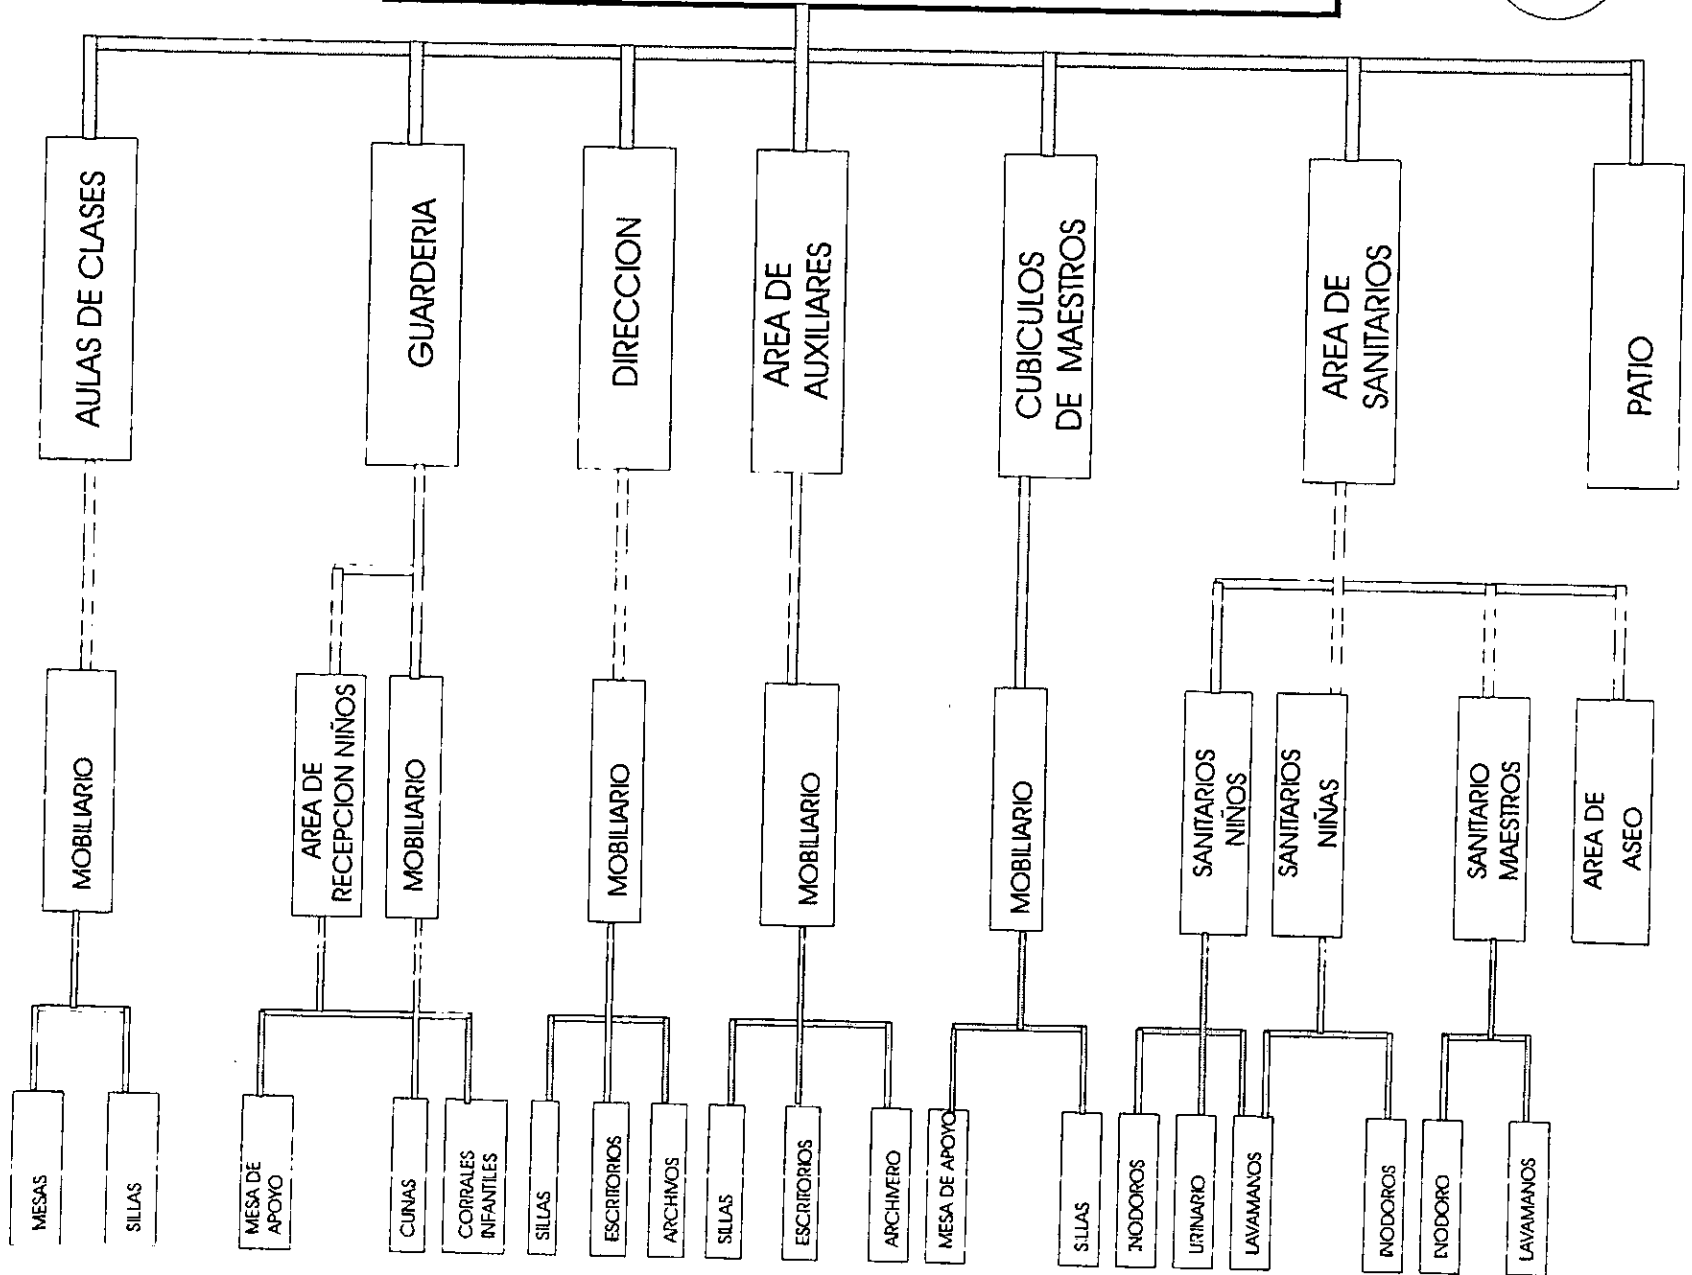 AULAS DE CLASES
GUARDERIA
DIRECCION
AREA DE
AUXILIARES
CUBICULOS
DE MAESTROS
AREA DE
SANITARIOS
PATIO
MOBILIARIO
AREA DE
RECEPCION NIÑOS
MOBILIARIO
MOBILIARIO
MOBILIARIO
MOBILIARIO
SANITARIOS
NIÑOS
SANITARIOS
NIÑAS
SANITARIO
MAESTROS
AREA DE
ASEO
MESAS
SILLAS
MESA DE
APOYO
CUNAS
CORRALES
INFANTILES
SILLAS
ESCRITORIOS
ARCHIVOS
SILLAS
ESCRITORIOS
ARCHIVERO
MESA DE APOYO
SILLAS
INODOROS
URINARIO
LAVAMANOS
INODOROS
INODORO
LAVAMANOS